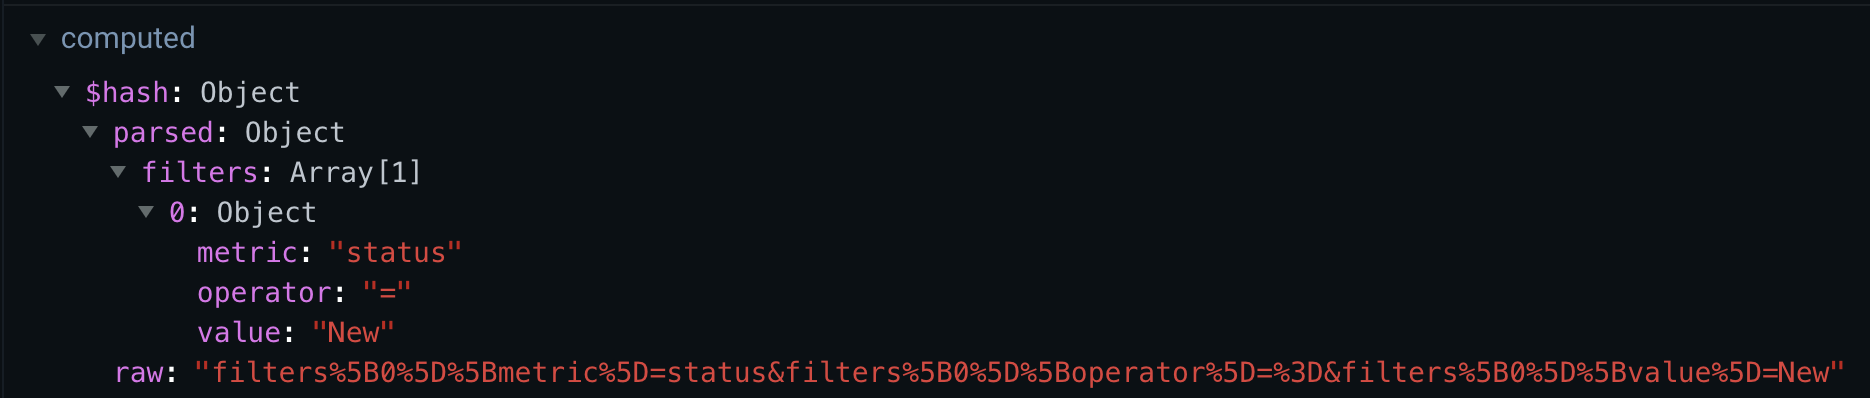 computed
$hash: Object
parsed: Object
filters: Array[1]
0: Object
metric: "status"
operator: "="
value: "New"
raw: "filters%5B0%5D%5Bmetric%5D=status&filters%5B0%5D%5Boperator%5D=%3D&filters%5B0%5D%5Bvalue%5D=New"